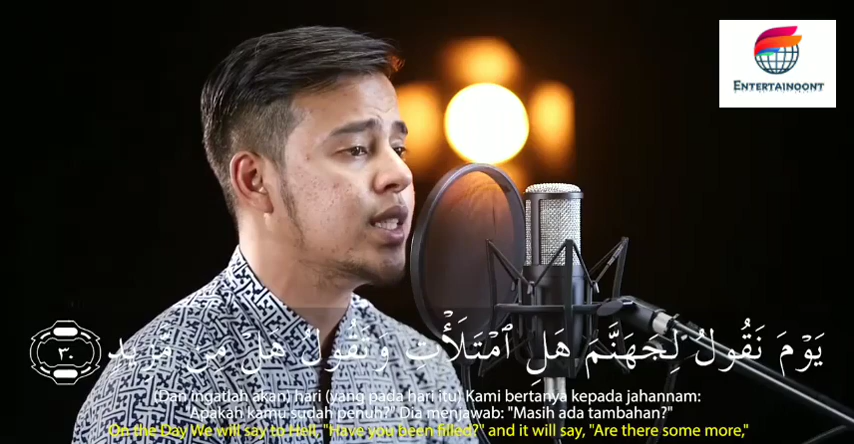 ENTERTAINOONT
يَوْمَ نَقُولُ لِجَهَنَّمَ هَلِ ٱمْتَلَأْتِ وَتَقُولُ هَلْ مِن مَّزِيدٍ ٣٠
(Dan ingatlah akan) hari (yang pada hari itu) Kami bertanya kepada jahannam:
"Apakah kamu sudah penuh?" Dia menjawab: "Masih ada tambahan?"
On the Day We will say to Hell, "Have you been filled?" and it will say, "Are there some more,"